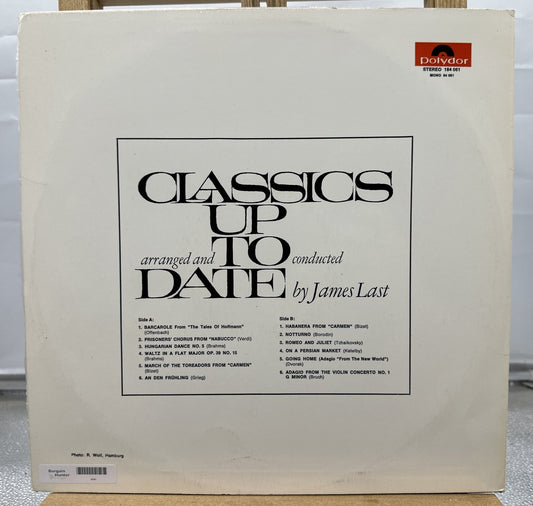 polydor
STEREO 184 061
MONO 84 061
CLASSICS
UP
arranged and TO conducted
DATE by James Last
Side A:
1. BARCAROLE From "The Tales Of Hoffmann"
(Offenbach)
2. PRISONERS' CHORUS FROM "NABUCCO" (Verdi)
3. HUNGARIAN DANCE NO. 5 (Brahms)
4. WALTZ IN A FLAT MAJOR OP. 39 NO. 15
(Brahms)
5. MARCH OF THE TOREADORS FROM "CARMEN"
(Bizet)
6. AN DEN FRÜHLING (Grieg)
Side B:
1. HABANERA FROM "CARMEN" (Bizet)
2. NOTTURNO (Borodin)
3. ROMEO AND JULIET (Tchaikovsky)
4. ON A PERSIAN MARKET (Ketelby)
5. GOING HOME (Adagio "FROM The New World")
(Dvorak)
6. ADAGIO FROM THE VIOLIN CONCERTO NO. 1
G MINOR (Bruch)
Photo: R. Wolf, Hamburg
Bargain
Hunter